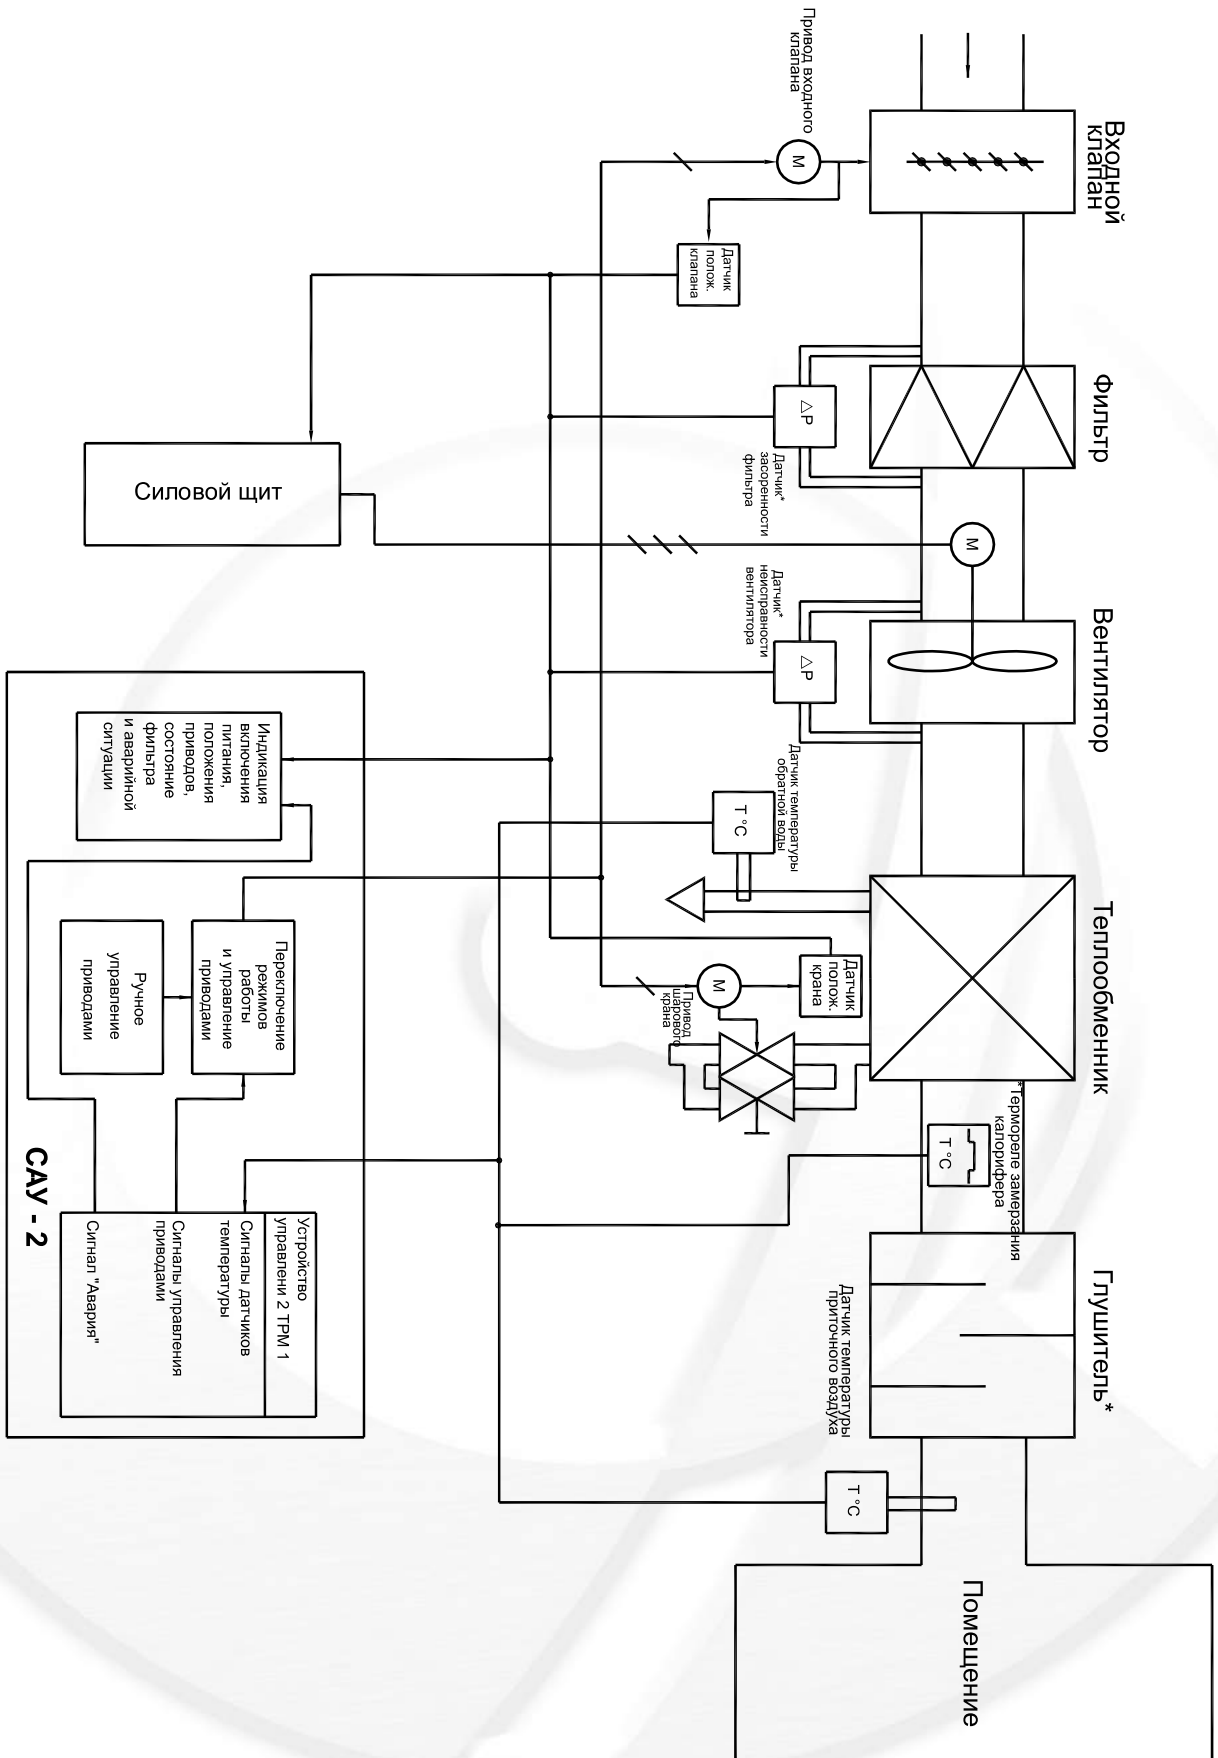 Входной
клапан
Фильтр
Вентилятор
Теплообменник
Глушитель*
Помещение
Привод входного
клапана
M
Датчик
полож.
клапана
△P
Датчик*
засоренности
фильтра
M
△P
Датчик*
неисправности
вентилятора
Датчик температуры
обратной воды
T °C
Датчик
полож.
крана
M
Привод
шарового
крана
*Термореле замерзания
калорифера
T °C
Датчик температуры
приточного воздуха
T °C
Силовой щит
Индикация
включения
питания,
положения
приводов,
состояние
фильтра
и аварийной
ситуации
Переключение
режимов
работы
и управление
приводами
Ручное
управление
приводами
Устройство
управлени 2 ТРМ 1
Сигналы датчиков
температуры
Сигналы управления
приводами
Сигнал "Авария"
САУ - 2